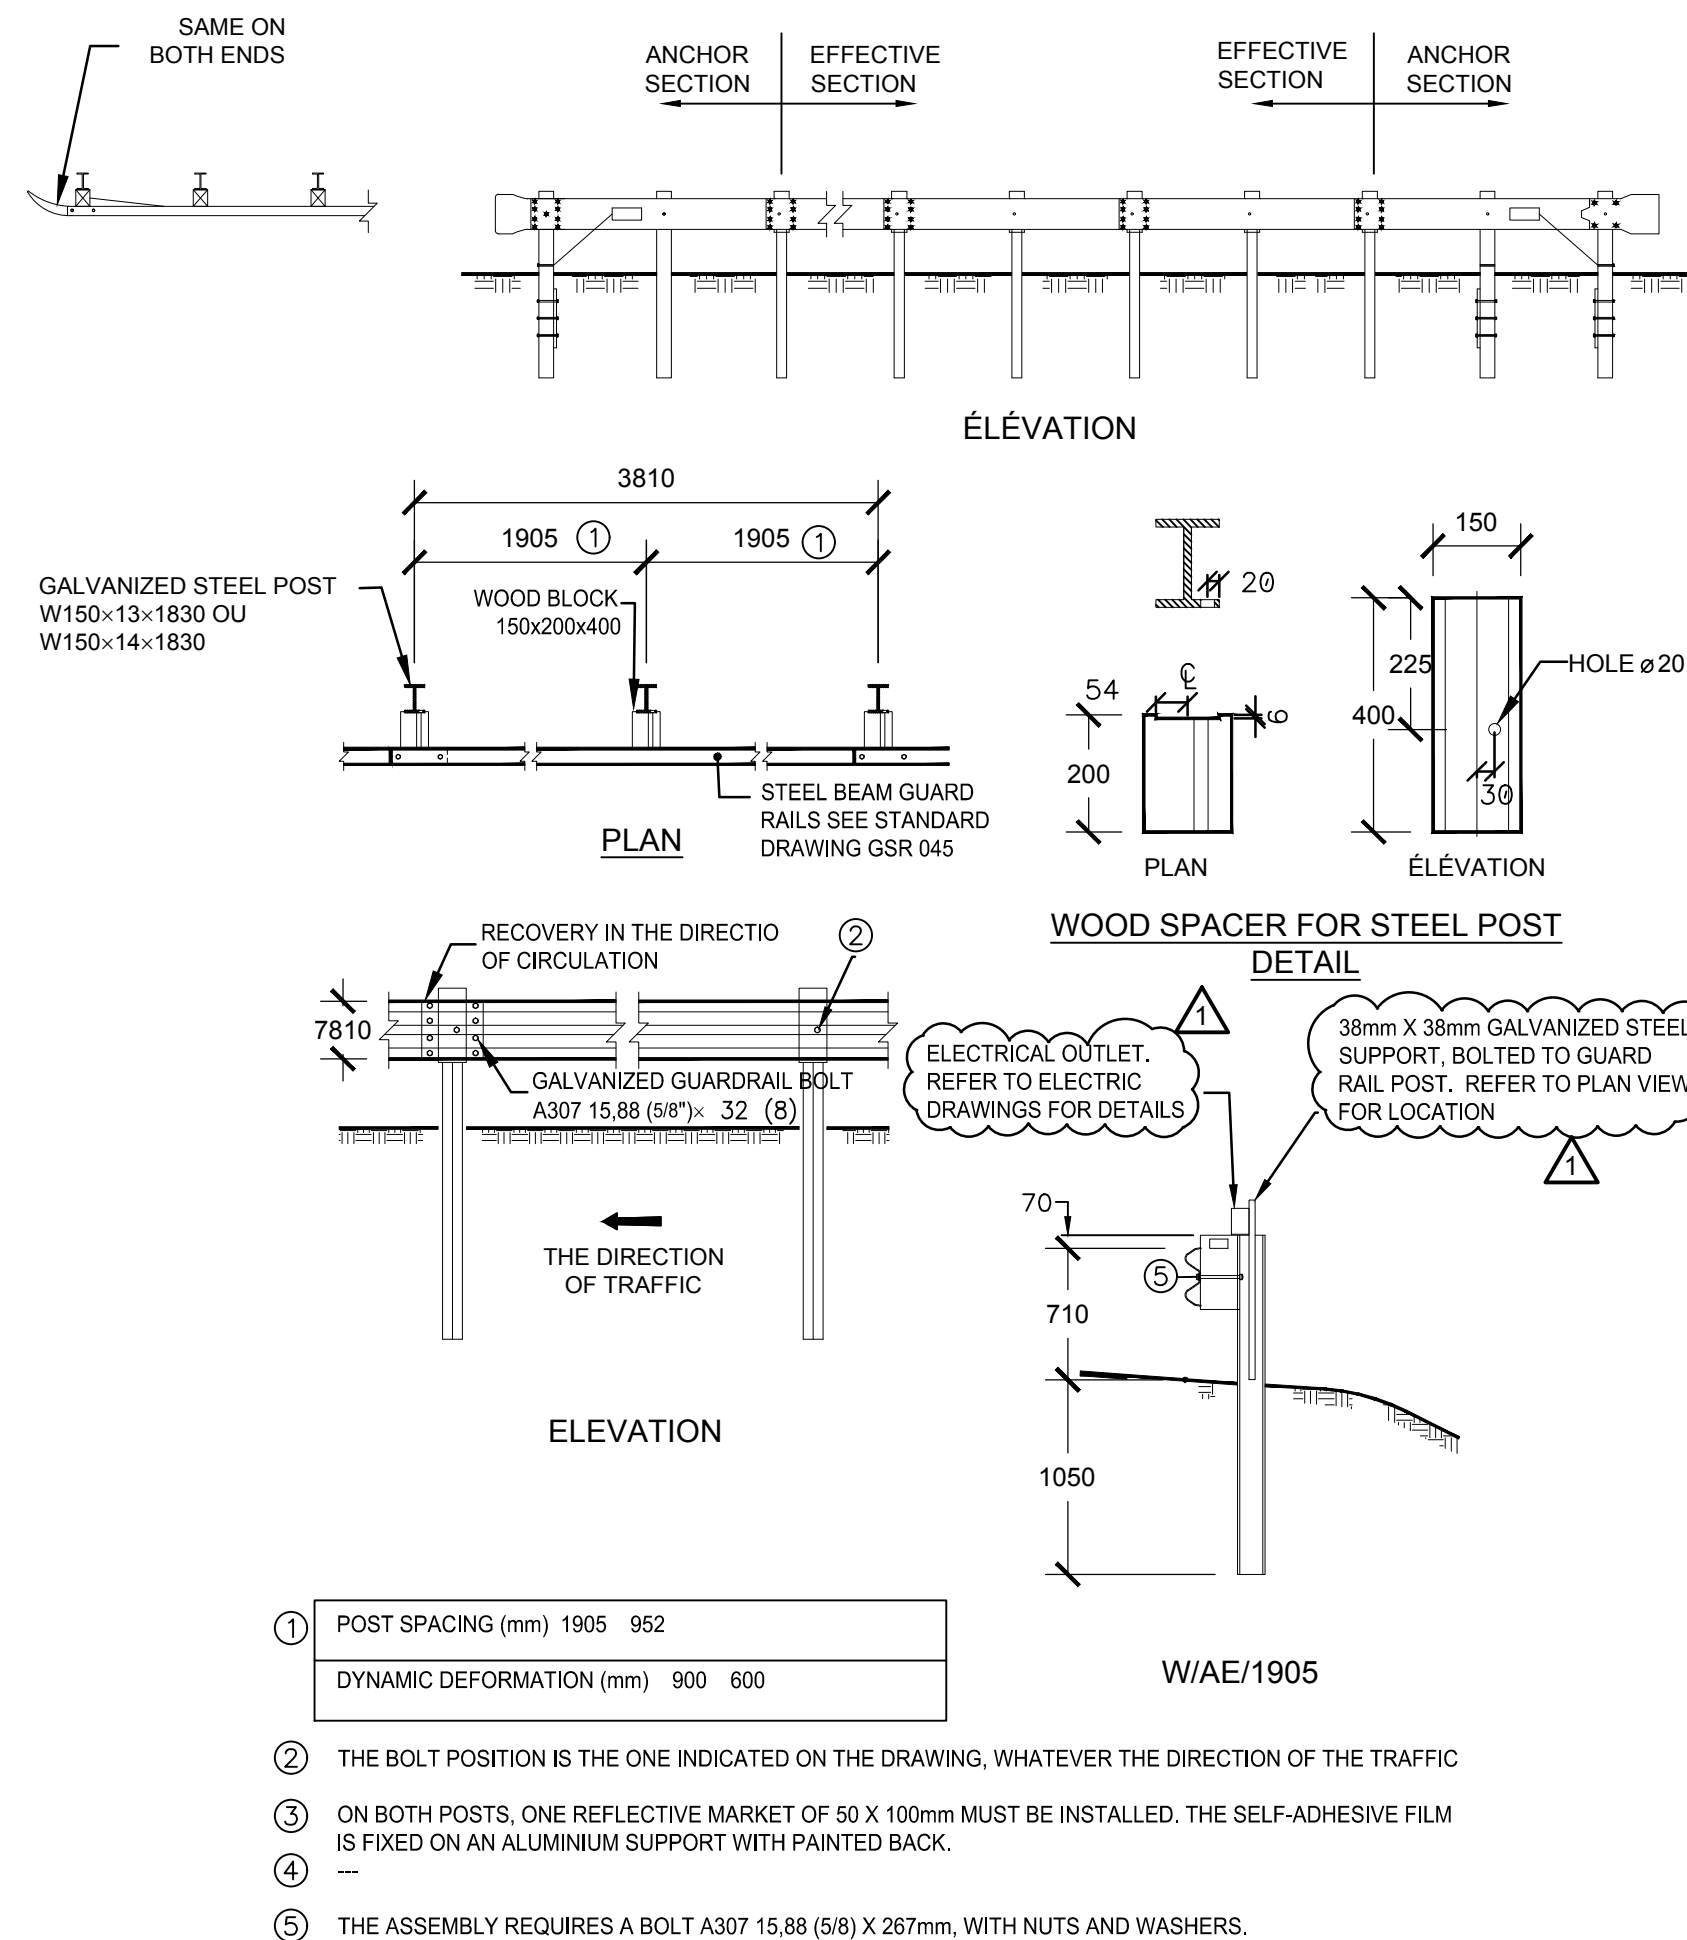 SAME ON
BOTH ENDS
ANCHOR
SECTION
EFFECTIVE
SECTION
EFFECTIVE
SECTION
ANCHOR
SECTION
ÉLÉVATION
3810
1905 1
1905 1
GALVANIZED STEEL POST
W150×13×1830 OU
W150×14×1830
WOOD BLOCK
150x200x400
STEEL BEAM GUARD
RAILS SEE STANDARD
DRAWING GSR 045
PLAN
20
54
℄
6
200
PLAN
150
225
400
HOLE ⌀20
30
ÉLÉVATION
WOOD SPACER FOR STEEL POST
DETAIL
RECOVERY IN THE DIRECTIO
OF CIRCULATION
2
7810
GALVANIZED GUARDRAIL BOLT
A307 15,88 (5/8")× 32 (8)
THE DIRECTION
OF TRAFFIC
ELEVATION
1
ELECTRICAL OUTLET.
REFER TO ELECTRIC
DRAWINGS FOR DETAILS
38mm X 38mm GALVANIZED STEEL
SUPPORT, BOLTED TO GUARD
RAIL POST. REFER TO PLAN VIEW
FOR LOCATION
1
70
5
710
1050
W/AE/1905
1 POST SPACING (mm) 1905 952
DYNAMIC DEFORMATION (mm) 900 600
2 THE BOLT POSITION IS THE ONE INDICATED ON THE DRAWING, WHATEVER THE DIRECTION OF THE TRAFFIC
3 ON BOTH POSTS, ONE REFLECTIVE MARKET OF 50 X 100mm MUST BE INSTALLED. THE SELF-ADHESIVE FILM
IS FIXED ON AN ALUMINIUM SUPPORT WITH PAINTED BACK.
4 ---
5 THE ASSEMBLY REQUIRES A BOLT A307 15,88 (5/8) X 267mm, WITH NUTS AND WASHERS.